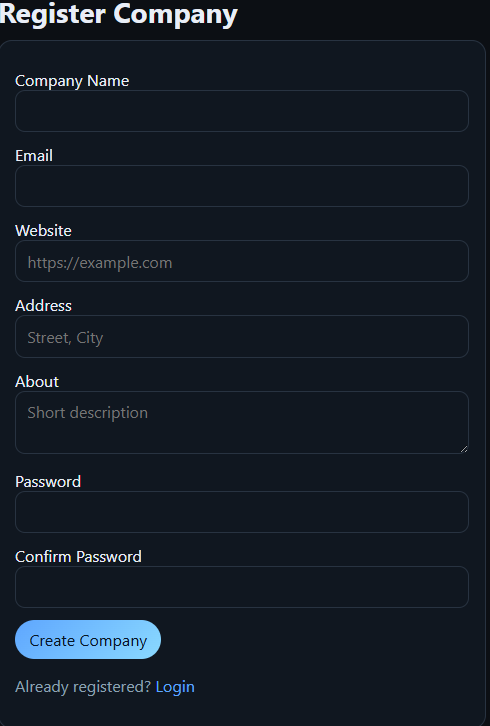 Register Company
Company Name
Email
Website
https://example.com
Address
Street, City
About
Short description
Password
Confirm Password
Create Company
Already registered? Login